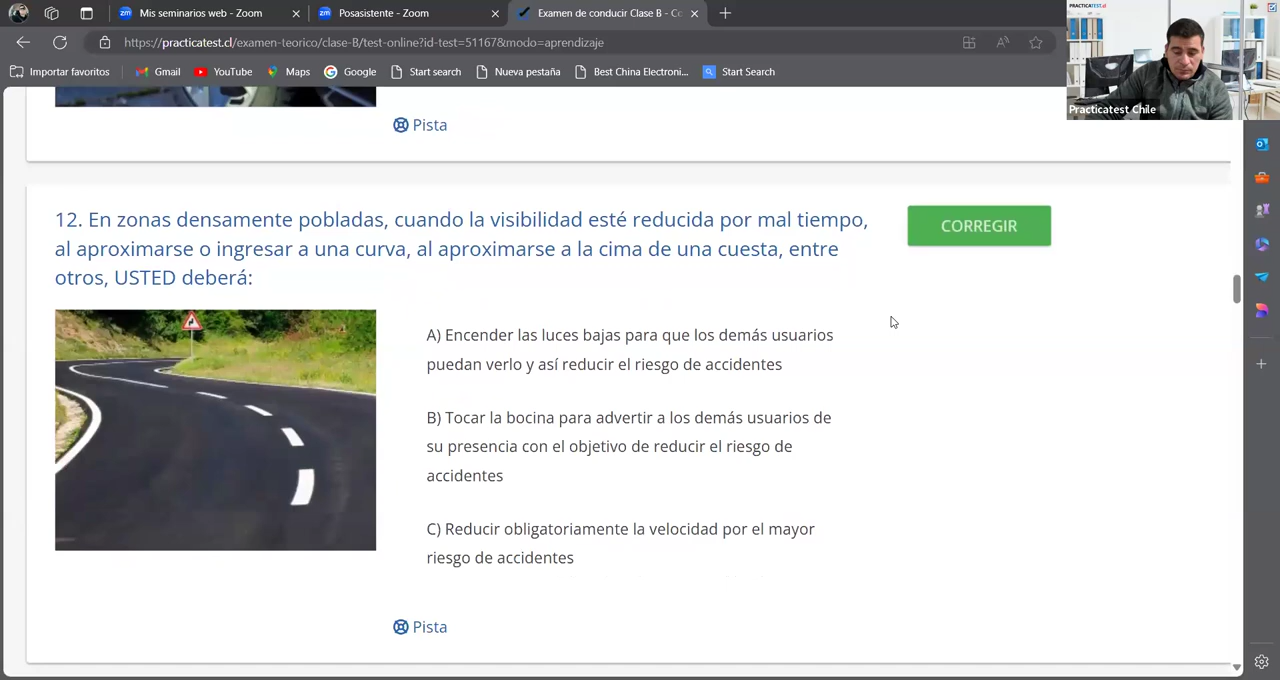 Mis seminarios web - Zoom
Posasistente - Zoom
Examen de conducir Clase B - Co
https://practicatest.cl/examen-teorico/clase-B/test-online?id-test=51167&modo=aprendizaje
Importar favoritos
Gmail
YouTube
Maps
Google
Start search
Nueva pestaña
Best China Electroni...
Start Search
PRACTICATEST.cl
Practicatest Chile
Pista
12. En zonas densamente pobladas, cuando la visibilidad esté reducida por mal tiempo,
al aproximarse o ingresar a una curva, al aproximarse a la cima de una cuesta, entre
otros, USTED deberá:
CORREGIR
A) Encender las luces bajas para que los demás usuarios
puedan verlo y así reducir el riesgo de accidentes
B) Tocar la bocina para advertir a los demás usuarios de
su presencia con el objetivo de reducir el riesgo de
accidentes
C) Reducir obligatoriamente la velocidad por el mayor
riesgo de accidentes
Pista